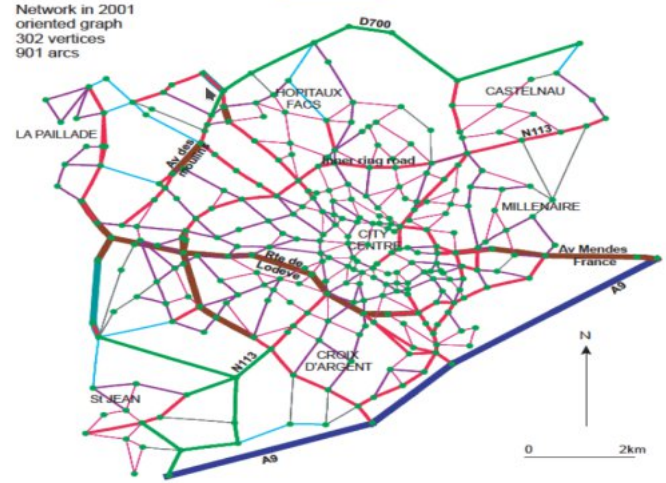 Network in 2001
oriented graph
302 vertices
901 arcs
D700
HOPITAUX
FACS
CASTELNAU
LA PAILLADE
N113
Av des
moulins
Inner ring road
MILLENAIRE
CITY
CENTRE
Av Mendes
France
Rte de
Lodeve
A9
N
N113
CROIX
D'ARGENT
St JEAN
A9
0 2km